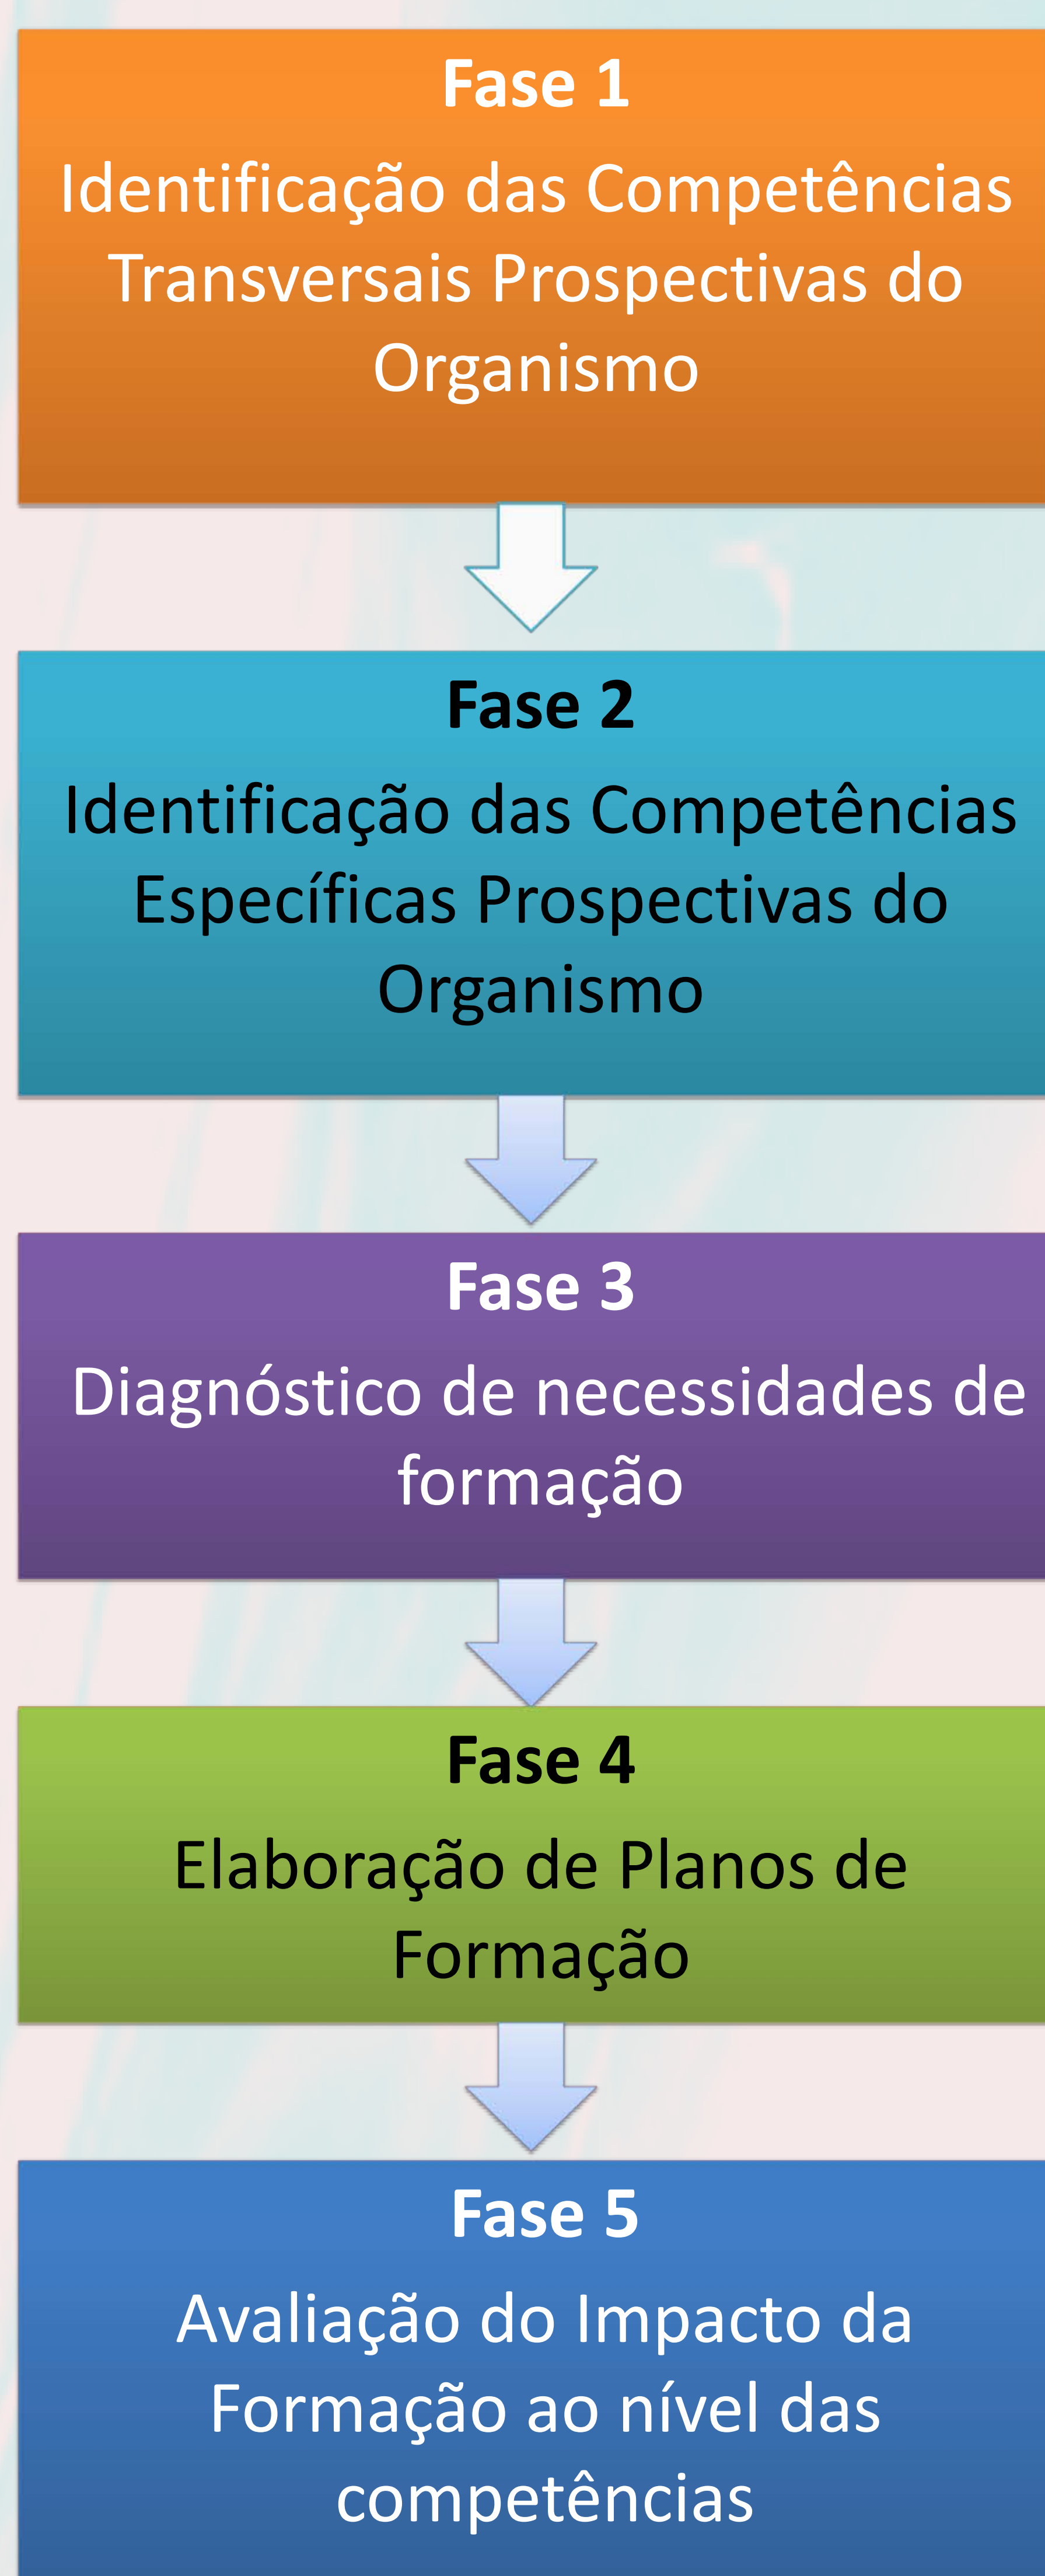 Fase 1
Identificação das Competências
Transversais Prospectivas do
Organismo
Fase 2
Identificação das Competências
Específicas Prospectivas do
Organismo
Fase 3
Diagnóstico de necessidades de
formação
Fase 4
Elaboração de Planos de
Formação
Fase 5
Avaliação do Impacto da
Formação ao nível das
competências